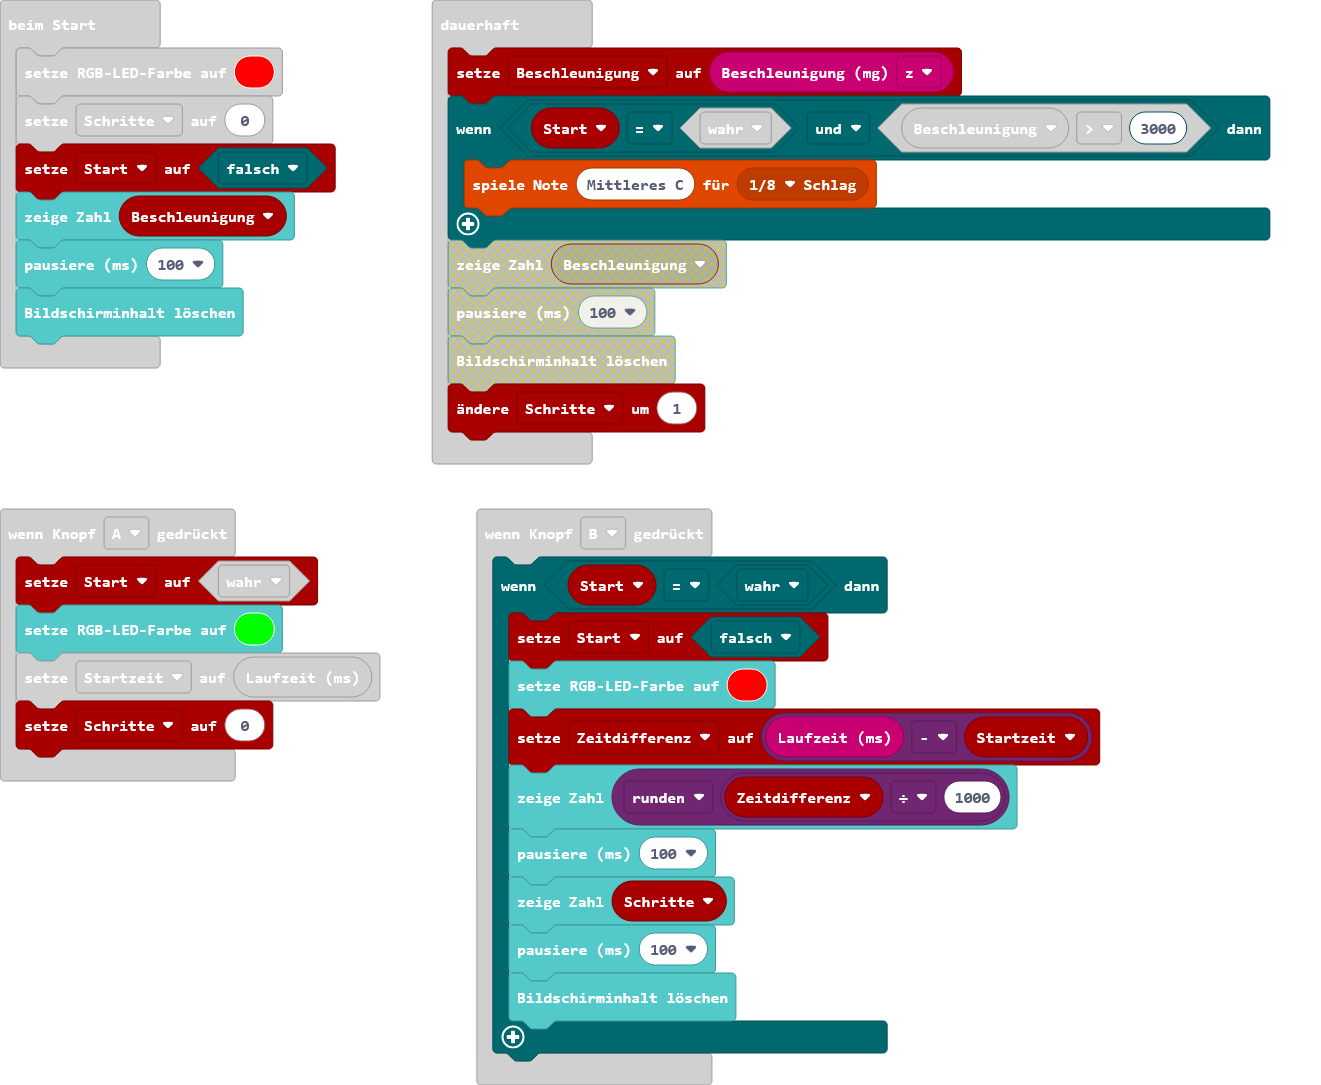 beim Start
setze RGB-LED-Farbe auf
setze Schritte auf 0
setze Start auf falsch
zeige Zahl Beschleunigung
pausiere (ms) 100
Bildschirminhalt löschen
dauerhaft
setze Beschleunigung auf Beschleunigung (mg) z
wenn Start = wahr und Beschleunigung > 3000 dann
spiele Note Mittleres C für 1/8 Schlag
zeige Zahl Beschleunigung
pausiere (ms) 100
Bildschirminhalt löschen
ändere Schritte um 1
wenn Knopf A gedrückt
setze Start auf wahr
setze RGB-LED-Farbe auf
setze Startzeit auf Laufzeit (ms)
setze Schritte auf 0
wenn Knopf B gedrückt
wenn Start = wahr dann
setze Start auf falsch
setze RGB-LED-Farbe auf
setze Zeitdifferenz auf Laufzeit (ms) - Startzeit
zeige Zahl runden Zeitdifferenz ÷ 1000
pausiere (ms) 100
zeige Zahl Schritte
pausiere (ms) 100
Bildschirminhalt löschen